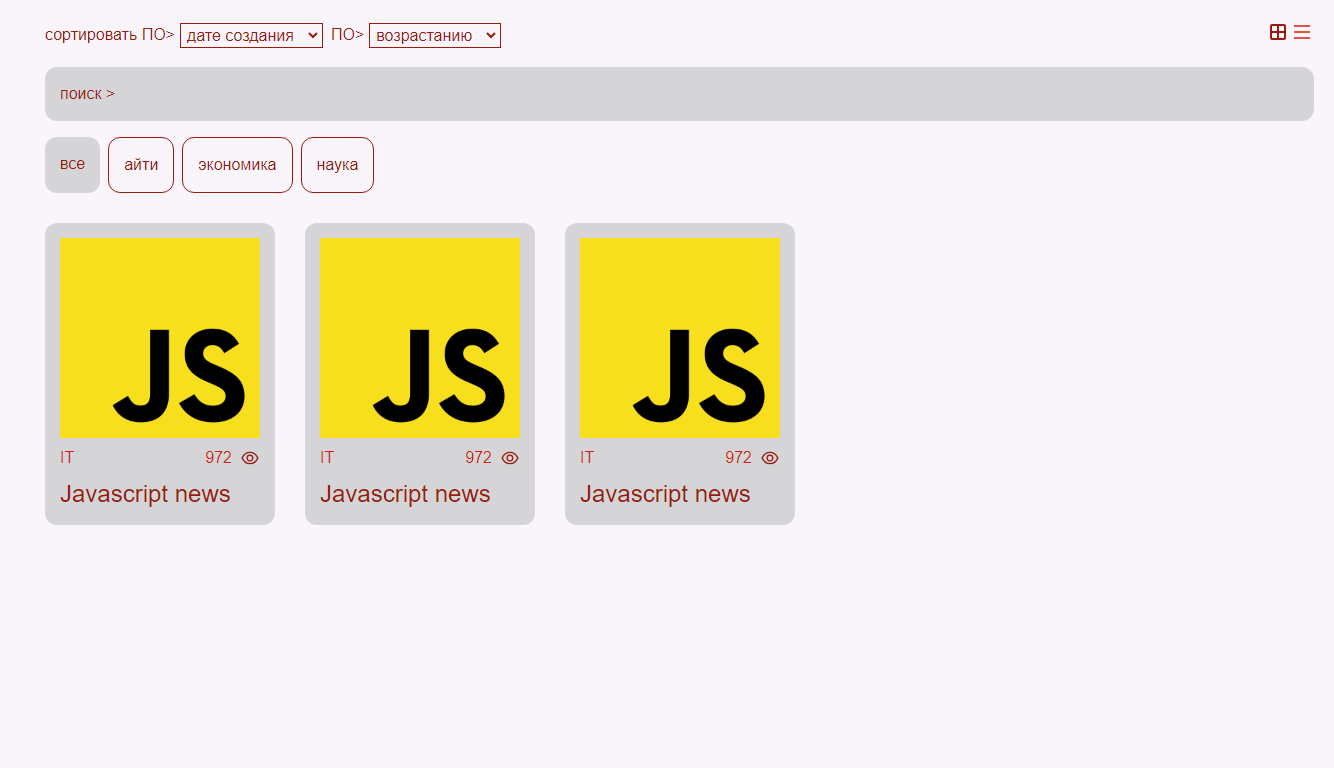 сортировать ПО> дате создания ПО> возрастанию
поиск >
все айти экономика наука
JS JS JS
IT 972 IT 972 IT 972
Javascript news Javascript news Javascript news